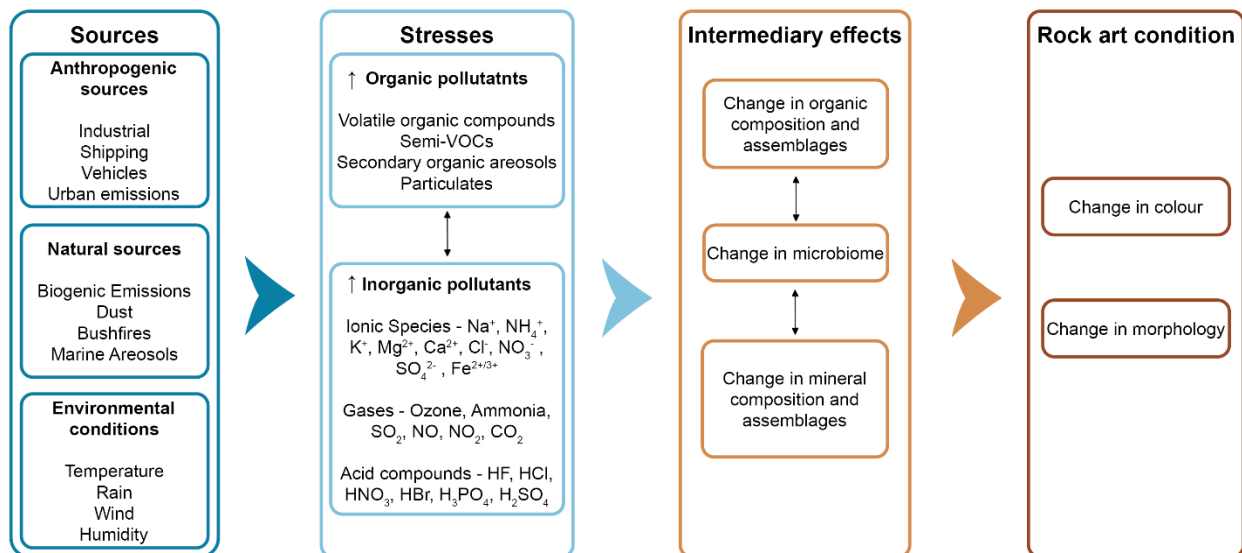 Sources
Anthropogenic
sources
Industrial
Shipping
Vehicles
Urban emissions
Natural sources
Biogenic Emissions
Dust
Bushfires
Marine Areosols
Environmental
conditions
Temperature
Rain
Wind
Humidity
Stresses
↑ Organic pollutatnts
Volatile organic compounds
Semi-VOCs
Secondary organic areosols
Particulates
↑ Inorganic pollutants
Ionic Species - Na⁺, NH₄⁺,
K⁺, Mg²⁺, Ca²⁺, Cl⁻, NO₃⁻ ,
SO₄²⁻ , Fe²⁺/³⁺
Gases - Ozone, Ammonia,
SO₂, NO, NO₂, CO₂
Acid compounds - HF, HCl,
HNO₃, HBr, H₃PO₄, H₂SO₄
Intermediary effects
Change in organic
composition and
assemblages
Change in microbiome
Change in mineral
composition and
assemblages
Rock art condition
Change in colour
Change in morphology